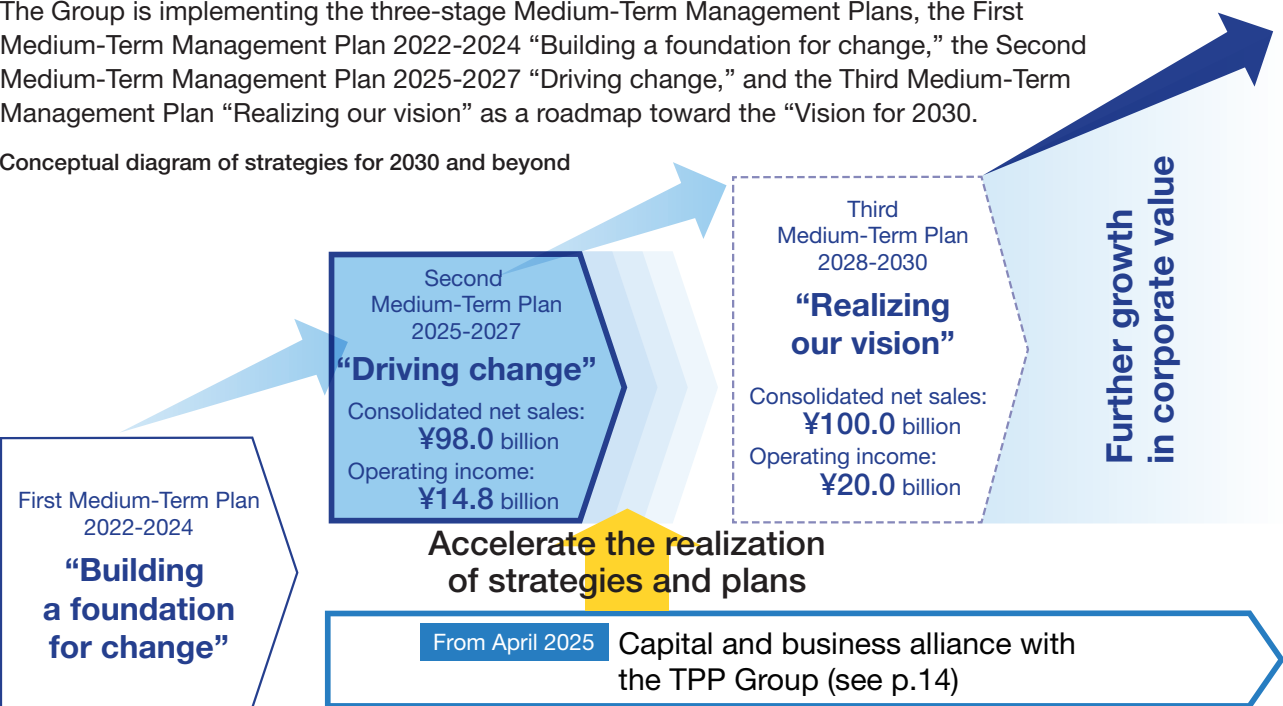 The Group is implementing the three-stage Medium-Term Management Plans, the First
Medium-Term Management Plan 2022-2024 “Building a foundation for change,” the Second
Medium-Term Management Plan 2025-2027 “Driving change,” and the Third Medium-Term
Management Plan “Realizing our vision” as a roadmap toward the “Vision for 2030.
Conceptual diagram of strategies for 2030 and beyond
First Medium-Term Plan
2022-2024
“Building
a foundation
for change”
Second
Medium-Term Plan
2025-2027
“Driving change”
Consolidated net sales:
¥98.0 billion
Operating income:
¥14.8 billion
Third
Medium-Term Plan
2028-2030
“Realizing
our vision”
Consolidated net sales:
¥100.0 billion
Operating income:
¥20.0 billion
Further growth
in corporate value
Accelerate the realization
of strategies and plans
From April 2025 Capital and business alliance with
the TPP Group (see p.14)